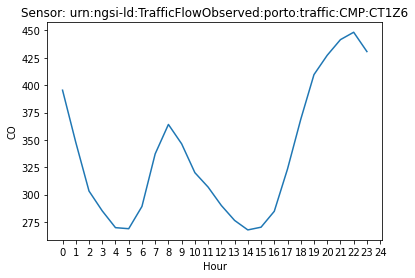 Sensor: urn:ngsi-ld:TrafficFlowObserved:porto:traffic:CMP:CT1Z6
450
425
400
375
350
325
300
275
CO
0 1 2 3 4 5 6 7 8 9 10 11 12 13 14 15 16 17 18 19 20 21 22 23 24
Hour